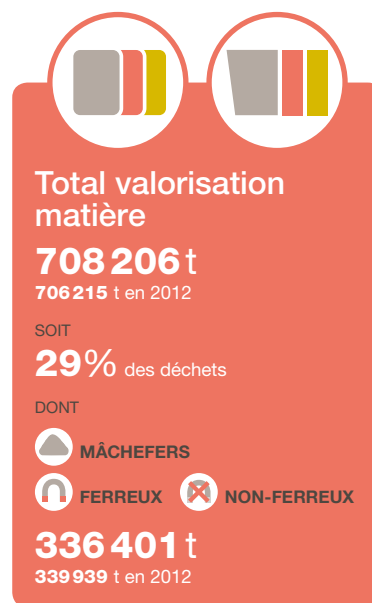 Total valorisation
matière
708 206 t
706 215 t en 2012
SOIT
29% des déchets
DONT
MÂCHEFERS
FERREUX NON-FERREUX
336 401 t
339 939 t en 2012